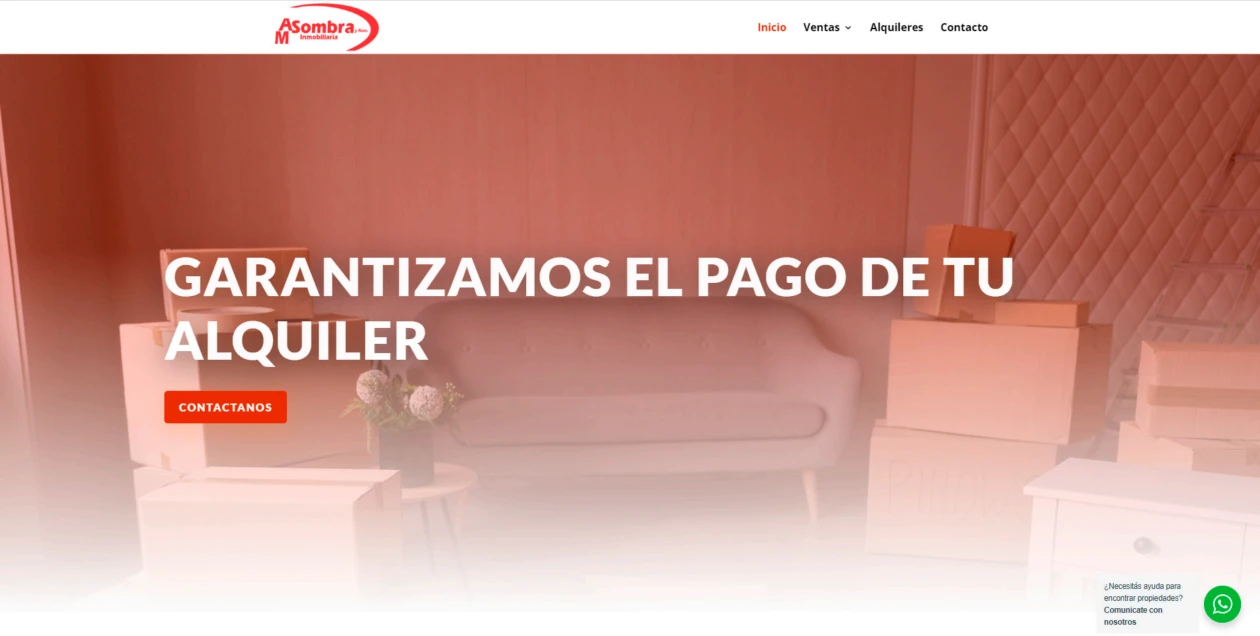 ASombra
M Inmobiliaria
Inicio
Ventas
Alquileres
Contacto
GARANTIZAMOS EL PAGO DE TU
ALQUILER
CONTACTANOS
¿Necesitás ayuda para
encontrar propiedades?
Comunicate con
nosotros